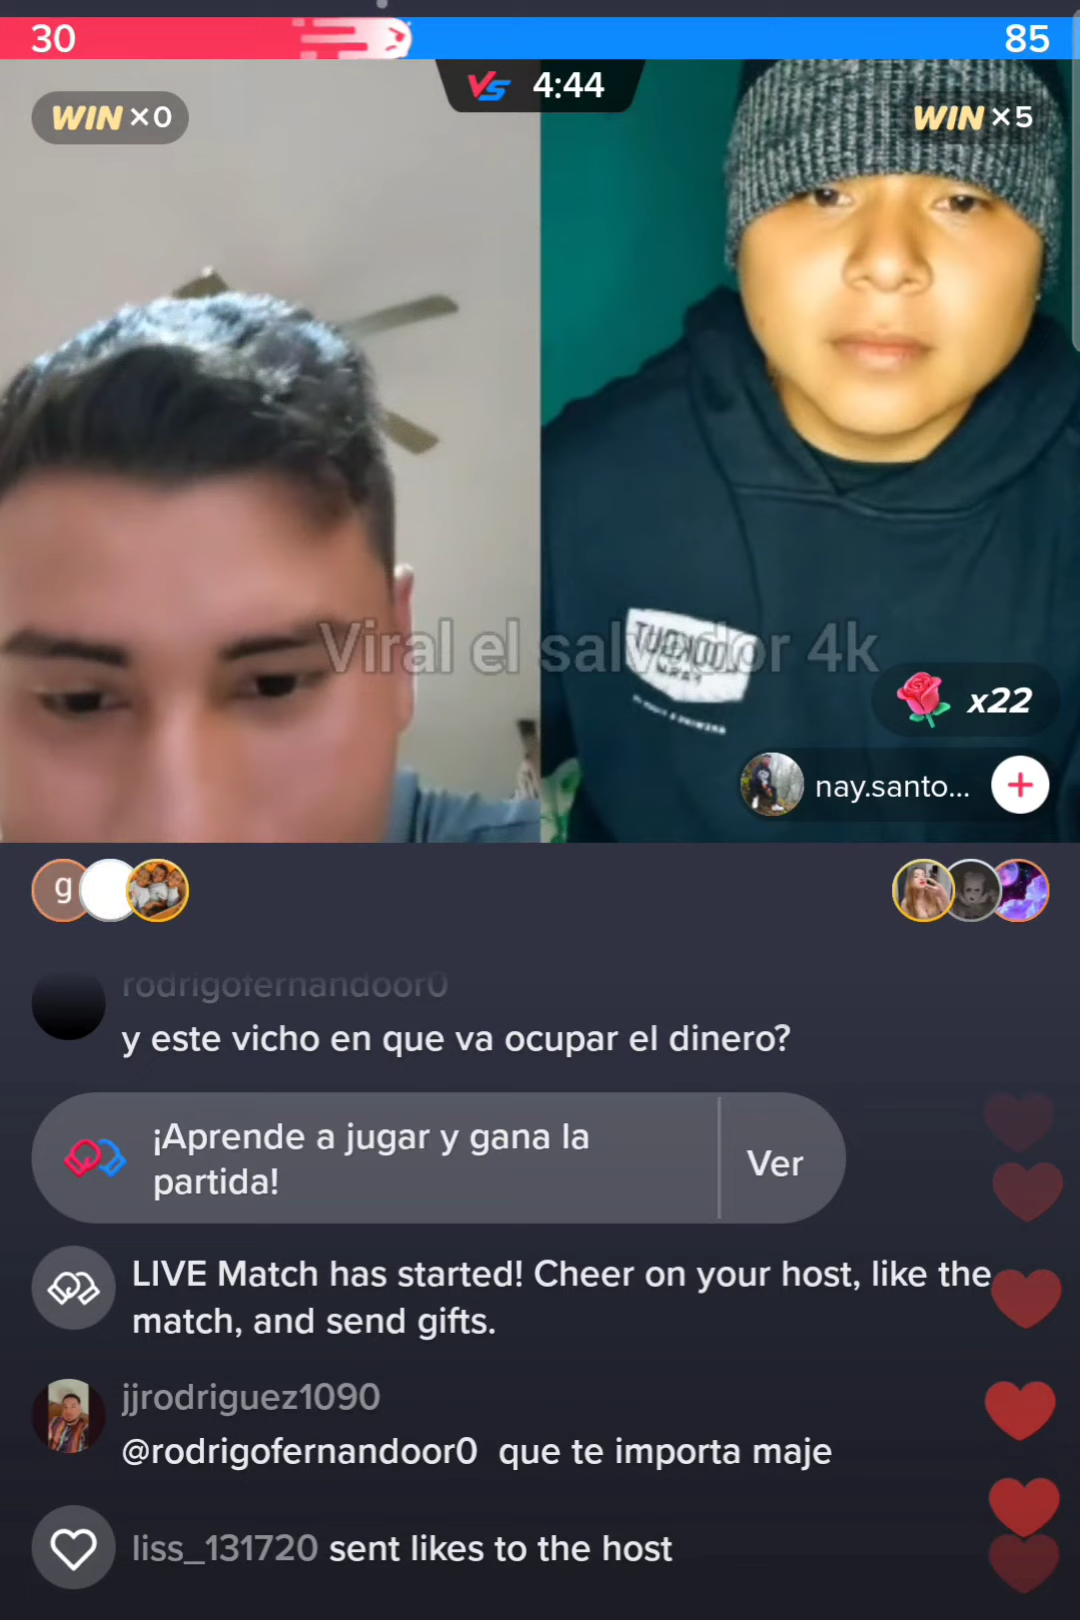 30
85
VS 4:44
WIN ×0
WIN ×5
Viral el salvador 4k
x22
nay.santo...
g
rodrigofernandoor0
y este vicho en que va ocupar el dinero?
¡Aprende a jugar y gana la
partida!
Ver
LIVE Match has started! Cheer on your host, like the
match, and send gifts.
jjrodriguez1090
@rodrigofernandoor0 que te importa maje
liss_131720 sent likes to the host